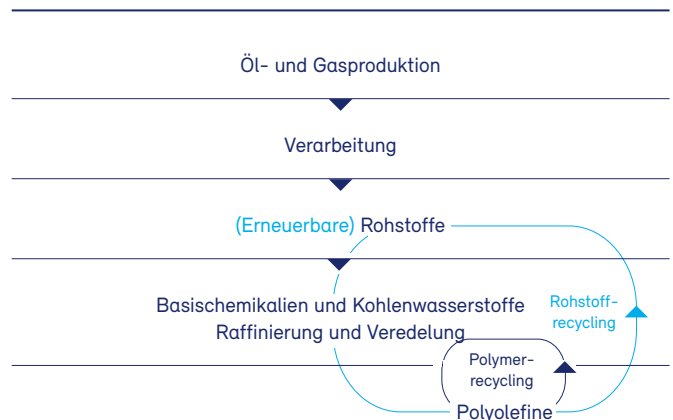 Öl- und Gasproduktion
Verarbeitung
(Erneuerbare) Rohstoffe
Basischemikalien und Kohlenwasserstoffe
Raffinierung und Veredelung
Rohstoff-
recycling
Polymer-
recycling
Polyolefine